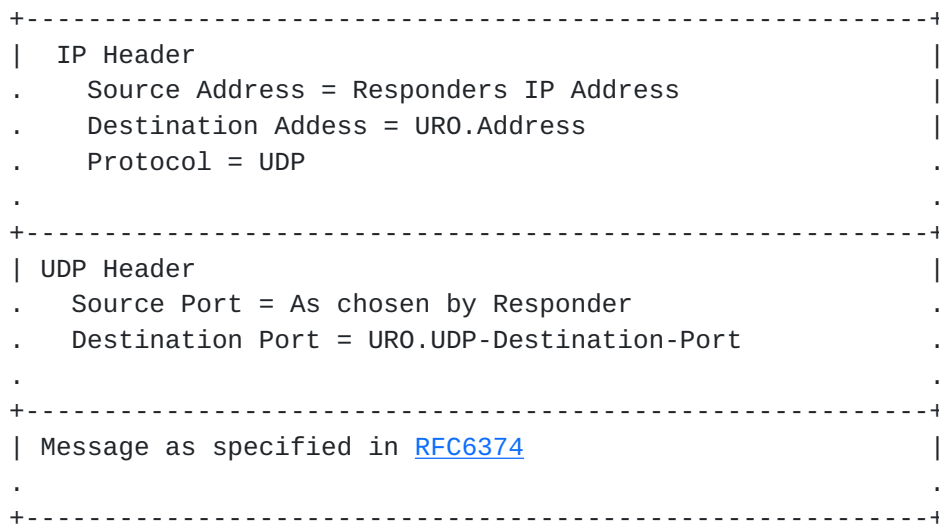 +-----------------------------------------------------------+
|  IP Header                                                |
.    Source Address = Responders IP Address                |
.    Destination Addess = URO.Address                      |
.    Protocol = UDP                                        .
.                                                          .
+-----------------------------------------------------------+
| UDP Header                                               |
.   Source Port = As chosen by Responder                   .
.   Destination Port = URO.UDP-Destination-Port            .
.                                                          .
+-----------------------------------------------------------+
| Message as specified in RFC6374                          |
.                                                          .
+-----------------------------------------------------------+